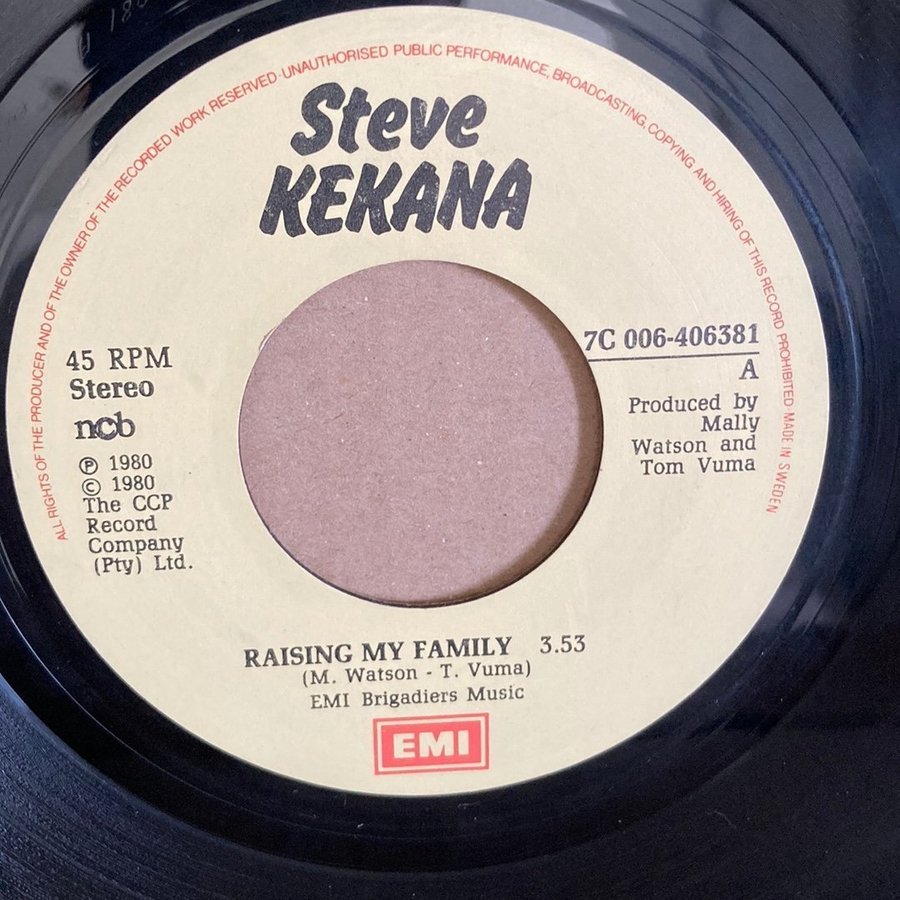 ALL RIGHTS OF THE PRODUCER AND OF THE OWNER OF THE RECORDED WORK RESERVED·UNAUTHORISED PUBLIC PERFORMANCE, BROADCASTING, COPYING AND HIRING OF THIS RECORD PROHIBITED·MADE IN SWEDEN
Steve
KEKANA
45 RPM
Stereo
ncb
Ⓟ 1980
© 1980
The CCP
Record
Company
(Pty) Ltd.
7C 006-406381
A
Produced by
Mally
Watson and
Tom Vuma
RAISING MY FAMILY 3.53
(M. Watson - T. Vuma)
EMI Brigadiers Music
EMI